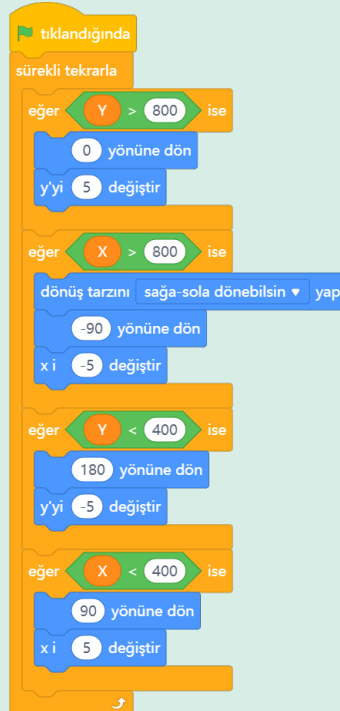 tıklandığında
sürekli tekrarla
eğer Y > 800 ise
0 yönüne dön
y'yi 5 değiştir
eğer X > 800 ise
dönüş tarzını sağa-sola dönebilsin ▾ yap
-90 yönüne dön
x i -5 değiştir
eğer Y < 400 ise
180 yönüne dön
y'yi -5 değiştir
eğer X < 400 ise
90 yönüne dön
x i 5 değiştir